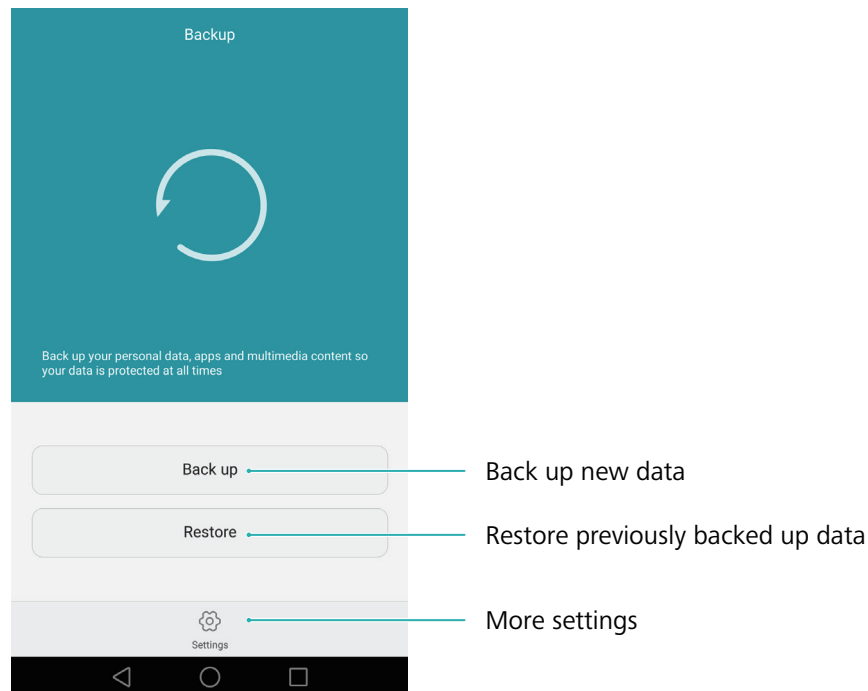 Backup
Back up your personal data, apps and multimedia content so
your data is protected at all times
Back up
Back up new data
Restore
Restore previously backed up data
More settings
Settings